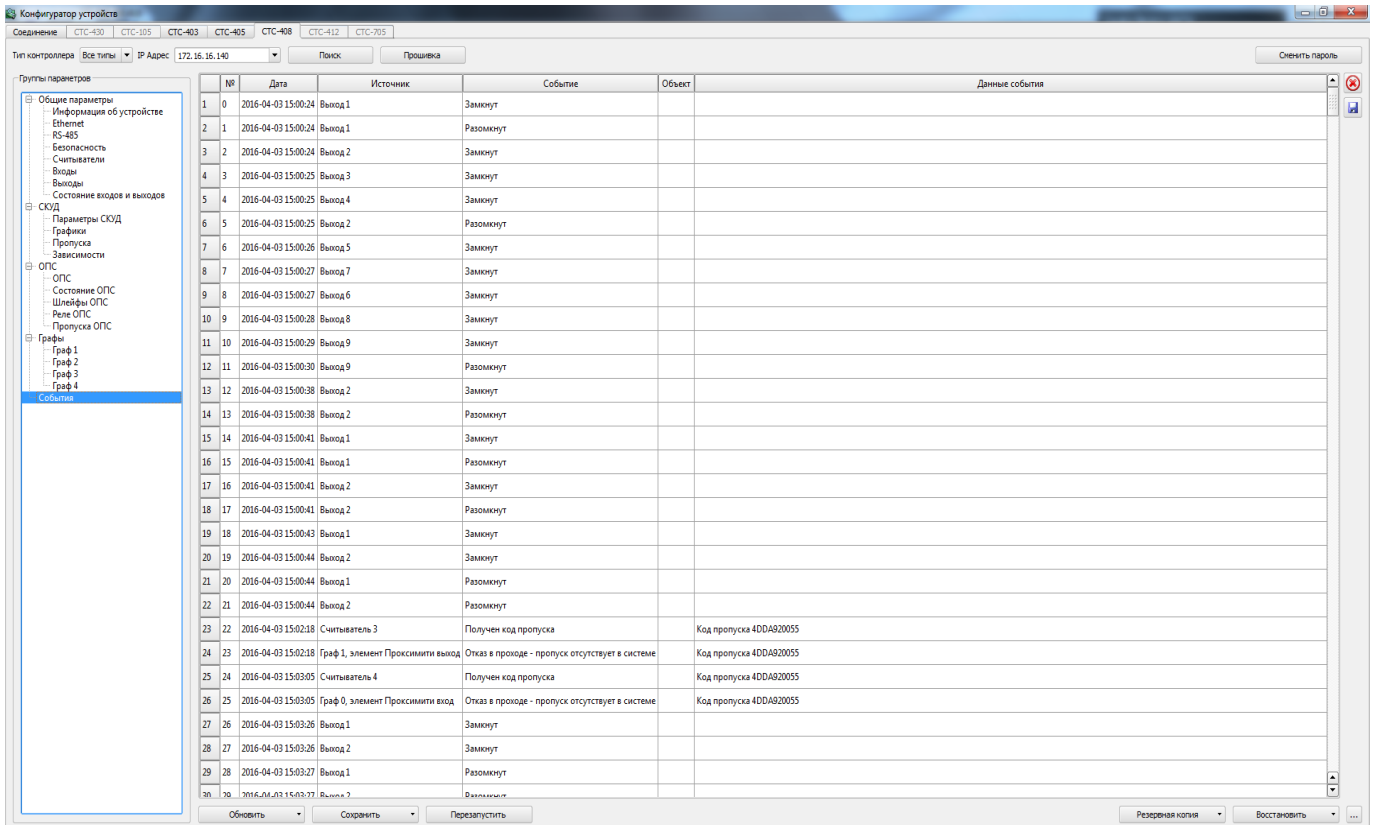 Конфигуратор устройств
Соединение СТС-430 СТС-105 СТС-403 СТС-405 СТС-408 СТС-412 СТС-705
Тип контроллера Все типы IP Адрес 172.16.16.140 Поиск Прошивка Сменить пароль
Группы параметров
Общие параметры
Информация об устройстве
Ethernet
RS-485
Безопасность
Считыватели
Входы
Выходы
Состояние входов и выходов
СКУД
Параметры СКУД
Графики
Пропуска
Зависимости
ОПС
ОПС
Состояние ОПС
Шлейфы ОПС
Реле ОПС
Пропуска ОПС
Графы
Граф 1
Граф 2
Граф 3
Граф 4
События
№ Дата Источник Событие Объект Данные события
1 0 2016-04-03 15:00:24 Выход 1 Замкнут
2 1 2016-04-03 15:00:24 Выход 1 Разомкнут
3 2 2016-04-03 15:00:24 Выход 2 Замкнут
4 3 2016-04-03 15:00:25 Выход 3 Замкнут
5 4 2016-04-03 15:00:25 Выход 4 Замкнут
6 5 2016-04-03 15:00:25 Выход 2 Разомкнут
7 6 2016-04-03 15:00:26 Выход 5 Замкнут
8 7 2016-04-03 15:00:27 Выход 7 Замкнут
9 8 2016-04-03 15:00:27 Выход 6 Замкнут
10 9 2016-04-03 15:00:28 Выход 8 Замкнут
11 10 2016-04-03 15:00:29 Выход 9 Замкнут
12 11 2016-04-03 15:00:30 Выход 9 Разомкнут
13 12 2016-04-03 15:00:38 Выход 2 Замкнут
14 13 2016-04-03 15:00:38 Выход 2 Разомкнут
15 14 2016-04-03 15:00:41 Выход 1 Замкнут
16 15 2016-04-03 15:00:41 Выход 1 Разомкнут
17 16 2016-04-03 15:00:41 Выход 2 Замкнут
18 17 2016-04-03 15:00:41 Выход 2 Разомкнут
19 18 2016-04-03 15:00:43 Выход 1 Замкнут
20 19 2016-04-03 15:00:44 Выход 2 Замкнут
21 20 2016-04-03 15:00:44 Выход 1 Разомкнут
22 21 2016-04-03 15:00:44 Выход 2 Разомкнут
23 22 2016-04-03 15:02:18 Считыватель 3 Получен код пропуска Код пропуска 4DDA920055
24 23 2016-04-03 15:02:18 Граф 1, элемент Проксимити выход Отказ в проходе - пропуск отсутствует в системе Код пропуска 4DDA920055
25 24 2016-04-03 15:03:05 Считыватель 4 Получен код пропуска Код пропуска 4DDA920055
26 25 2016-04-03 15:03:05 Граф 0, элемент Проксимити вход Отказ в проходе - пропуск отсутствует в системе Код пропуска 4DDA920055
27 26 2016-04-03 15:03:26 Выход 1 Замкнут
28 27 2016-04-03 15:03:26 Выход 2 Замкнут
29 28 2016-04-03 15:03:27 Выход 1 Разомкнут
30 29 2016-04-03 15:03:27 Выход 2 Разомкнут
Обновить Сохранить Перезапустить Резервная копия Восстановить ...